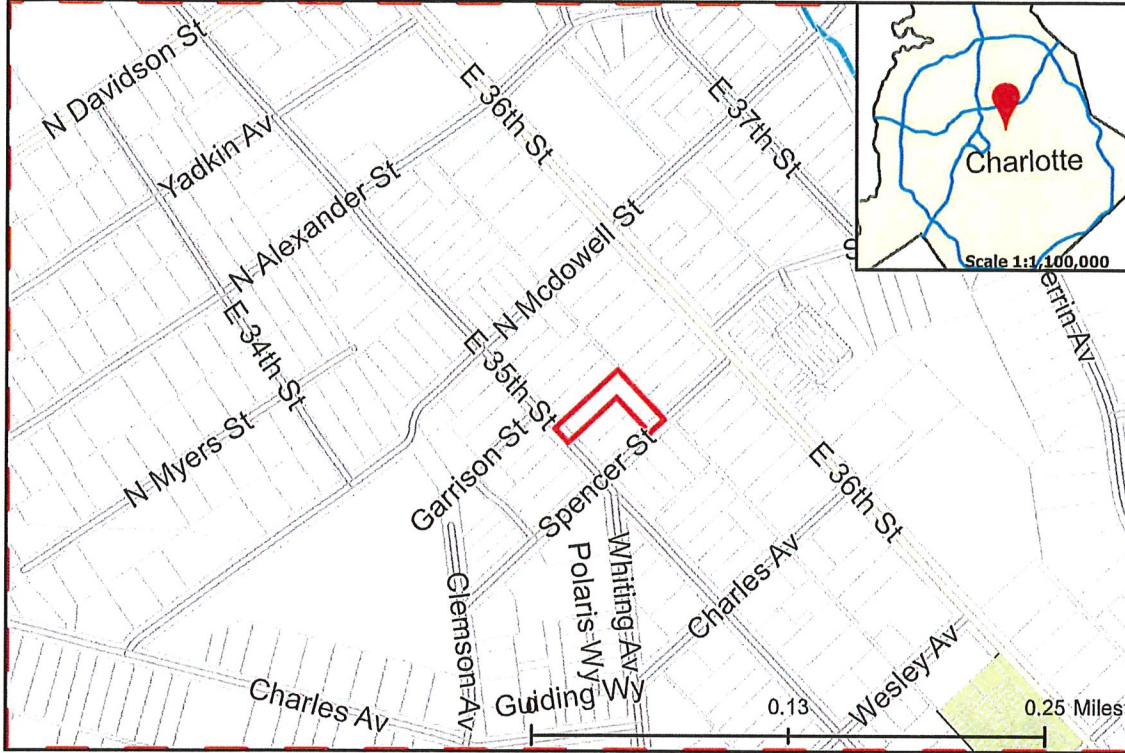 N Davidson St
E 36th St
E 37th St
Yadkin Av
Charlotte
N Alexander St
Scale 1:1,100,000
N Mcdowell St
E 34th St
E 35th St
N Myers St
Garrison St
Spencer St
E 36th St
Polaris Wy
Whiting Av
Charles Av
Clemson Av
Wesley Av
Charles Av
Guiding Wy
0.13
0.25 Miles